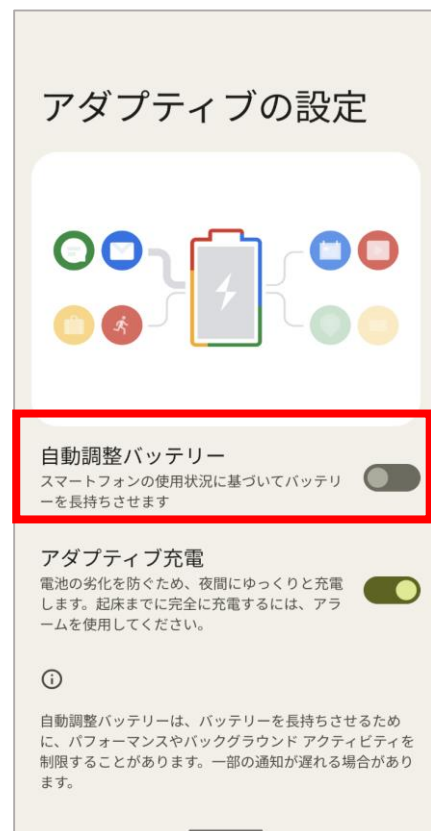 アダプティブの設定
自動調整バッテリー
スマートフォンの使用状況に基づいてバッテリ
ーを長持ちさせます
アダプティブ充電
電池の劣化を防ぐため、夜間にゆっくりと充電
します。起床までに完全に充電するには、アラ
ームを使用してください。
自動調整バッテリーは、バッテリーを長持ちさせるため
に、パフォーマンスやバックグラウンド アクティビティを
制限することがあります。一部の通知が遅れる場合があり
ます。